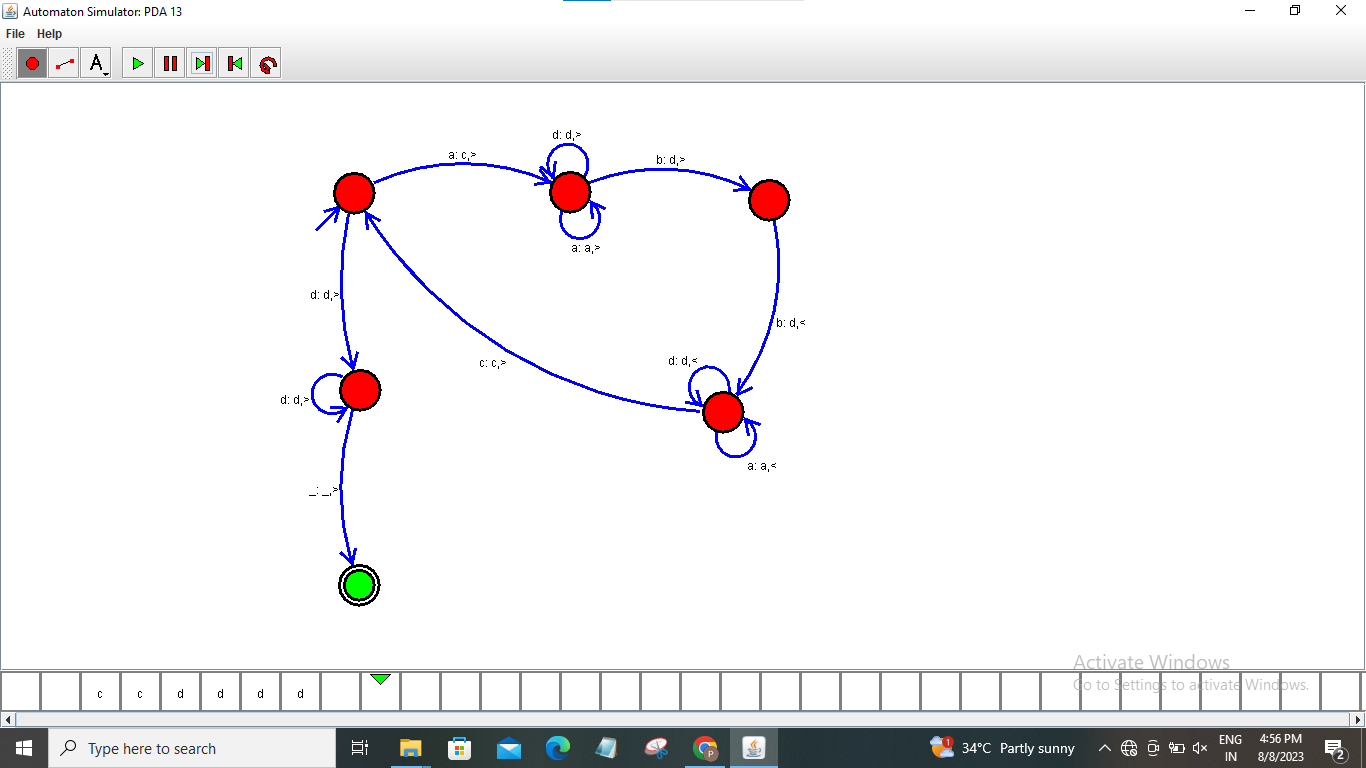 Automaton Simulator: PDA 13
File Help
A
d: d,>
a: c,>
b: d,>
a: a,>
d: d,>
b: d,<
c: c,>
d: d,<
d: d,>
a: a,<
_: _,>
Activate Windows
c c d d d d
Go to Settings to activate Windows.
Type here to search
34°C Partly sunny
ENG
IN
4:56 PM
8/8/2023
1
2